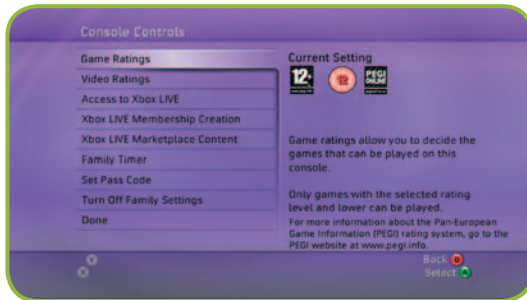 Console Controls
Game Ratings
Video Ratings
Access to Xbox LIVE
Xbox LIVE Membership Creation
Xbox LIVE Marketplace Content
Family Timer
Set Pass Code
Turn Off Family Settings
Done
Current Setting
12+
12
PEGI
ONLINE
Game ratings allow you to decide the
games that can be played on this
console.
Only games with the selected rating
level and lower can be played.
For more information about the Pan-European
Game Information (PEGI) rating system, go to the
PEGI website at www.pegi.info.
Y
X
Back B
Select A